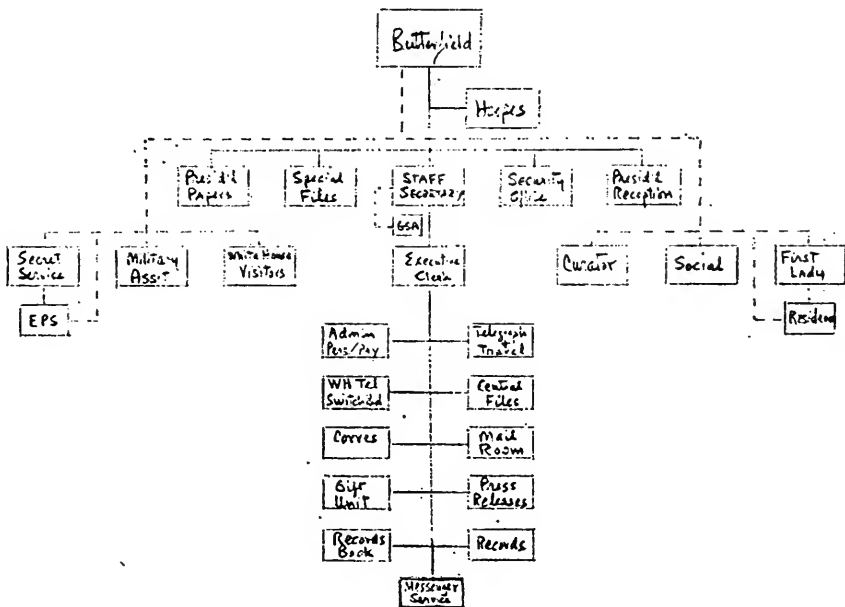 Butterfield
Hoopes
Presid'l
Papers
Special
Files
STAFF
SECRETARY
Security
Office
Presid'l
Reception
GSA
Secret
Service
Military
Assist
White House
Visitors
Executive
Clerk
Curator
Social
First
Lady
EPS
Residence
Admin
Pers/Pay
Telegraph
+
Travel
WH Tel
Switchbd
Central
Files
Corres
Mail
Room
Gift
Unit
Press
Releases
Records
Book
Records
Messenger
Service